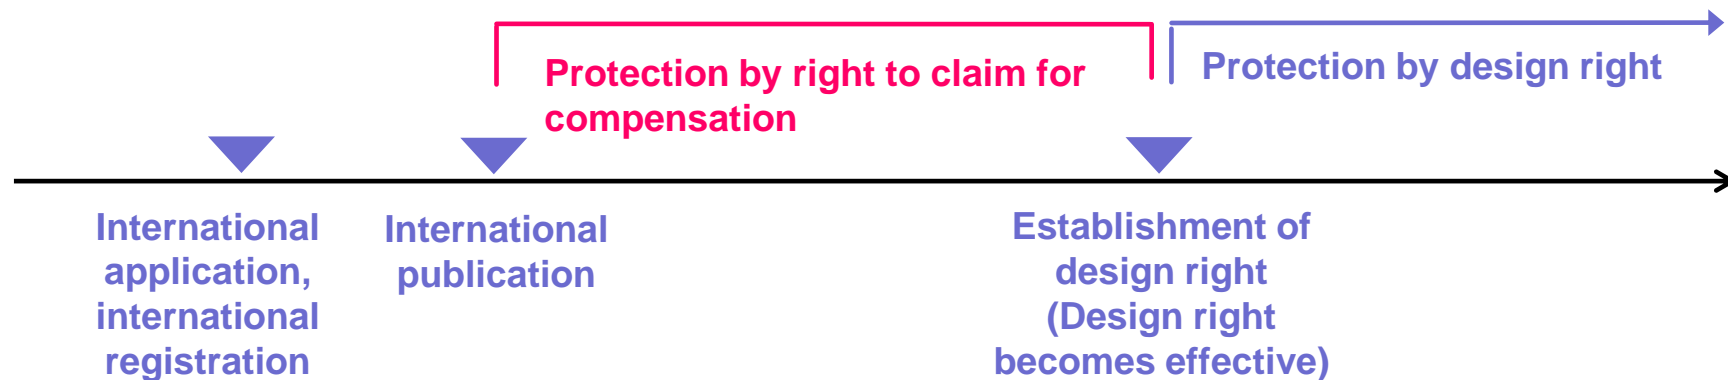 Protection by right to claim for
compensation
Protection by design right
International
application,
international
registration
International
publication
Establishment of
design right
(Design right
becomes effective)